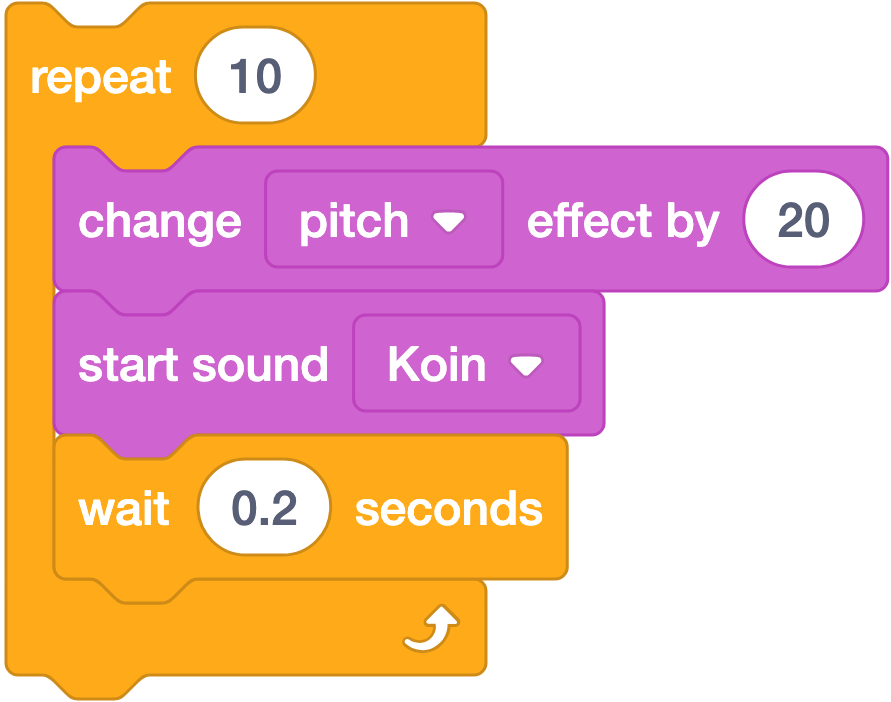 repeat 10
change pitch effect by 20
start sound Koin
wait 0.2 seconds